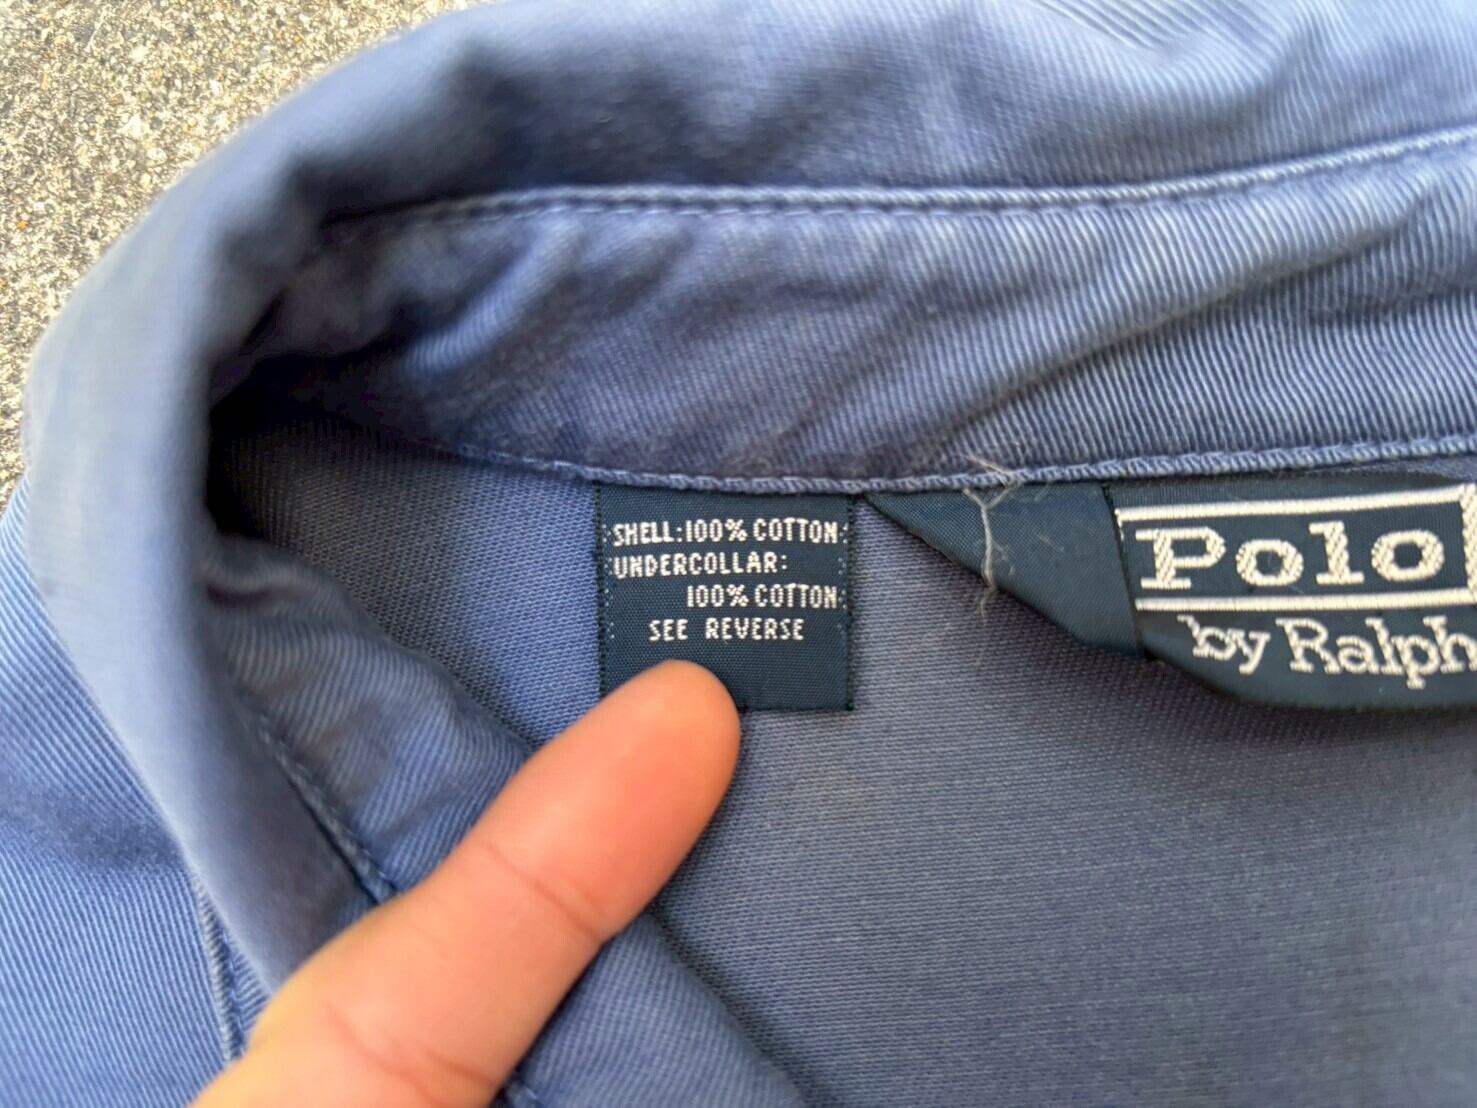 SHELL:100% COTTON
UNDERCOLLAR:
100% COTTON
SEE REVERSE
Polo
by Ralph